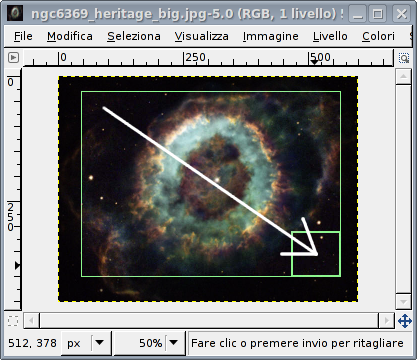 ngc6369_heritage_big.jpg-5.0 (RGB, 1 livello)
File Modifica Seleziona Visualizza Immagine Livello Colori
0 250 500
0
250
512, 378 px 50% Fare clic o premere invio per ritagliare